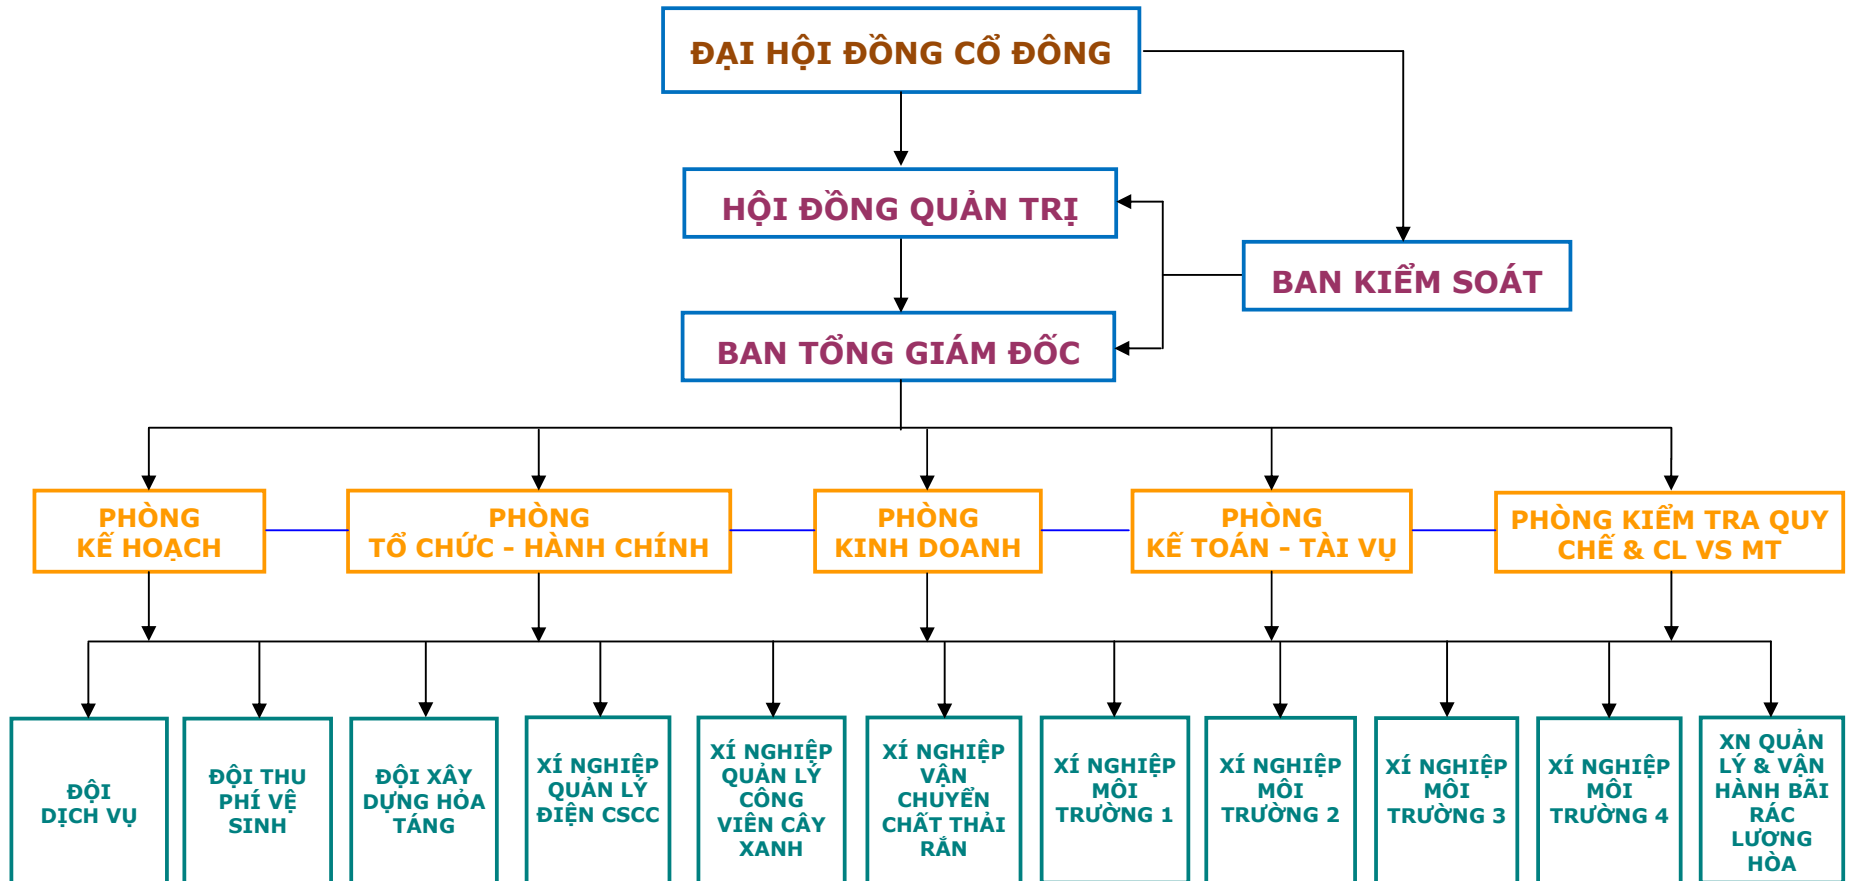 ĐẠI HỘI ĐỒNG CỔ ĐÔNG
HỘI ĐỒNG QUẢN TRỊ
BAN KIỂM SOÁT
BAN TỔNG GIÁM ĐỐC
PHÒNG
KẾ HOẠCH
PHÒNG
TỔ CHỨC - HÀNH CHÍNH
PHÒNG
KINH DOANH
PHÒNG
KẾ TOÁN - TÀI VỤ
PHÒNG KIỂM TRA QUY
CHẾ & CL VS MT
ĐỘI
DỊCH VỤ
ĐỘI THU
PHÍ VỆ
SINH
ĐỘI XÂY
DỰNG HỎA
TÁNG
XÍ NGHIỆP
QUẢN LÝ
ĐIỆN CSCC
XÍ NGHIỆP
QUẢN LÝ
CÔNG
VIÊN CÂY
XANH
XÍ NGHIỆP
VẬN
CHUYỂN
CHẤT THẢI
RẮN
XÍ NGHIỆP
MÔI
TRƯỜNG 1
XÍ NGHIỆP
MÔI
TRƯỜNG 2
XÍ NGHIỆP
MÔI
TRƯỜNG 3
XÍ NGHIỆP
MÔI
TRƯỜNG 4
XN QUẢN
LÝ & VẬN
HÀNH BÃI
RÁC
LƯƠNG
HÒA